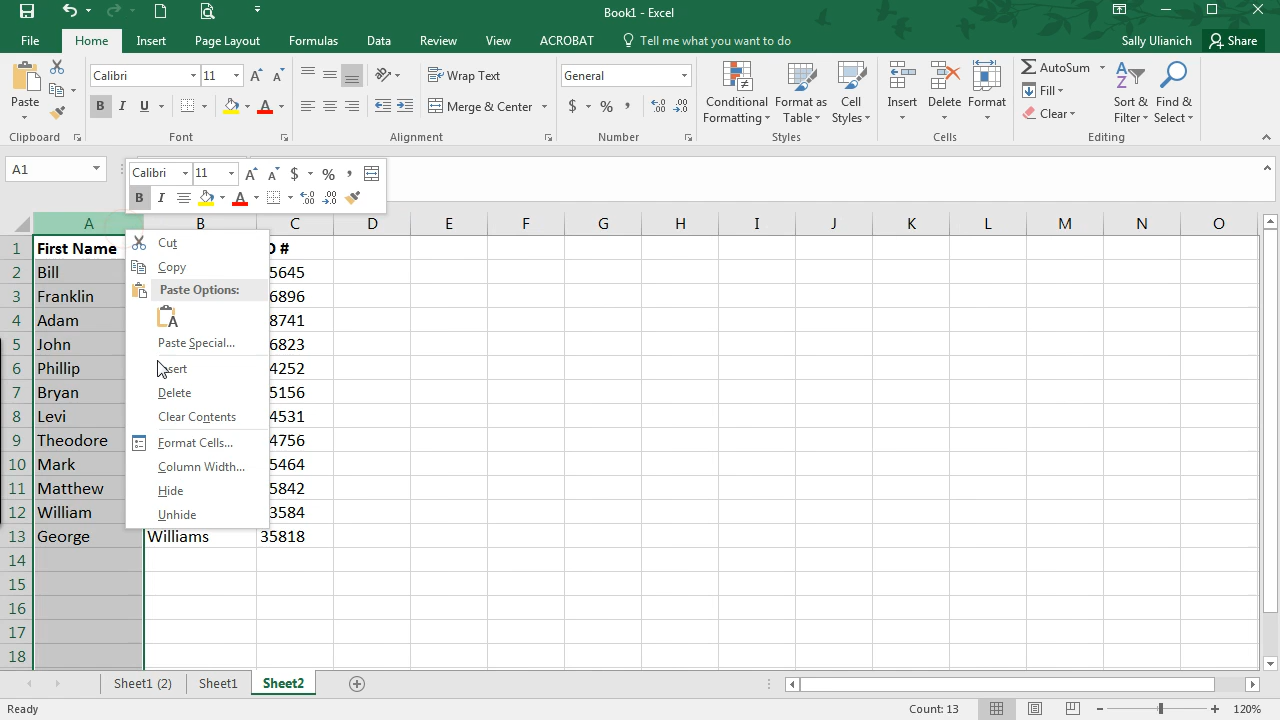 Book1 - Excel
File Home Insert Page Layout Formulas Data Review View ACROBAT Tell me what you want to do Sally Ulianich Share
Paste
Calibri 11
B I U
Wrap Text
Merge & Center
General
$ % ,
Conditional Formatting
Format as Table
Cell Styles
Insert Delete Format
AutoSum
Fill
Clear
Sort & Filter
Find & Select
Clipboard Font Alignment Number Styles Cells Editing
A1
Calibri 11 $ % ,
B I
A B C D E F G H I J K L M N O
1 First Name #
2 Bill 5645
3 Franklin 6896
4 Adam 8741
5 John 6823
6 Phillip 4252
7 Bryan 5156
8 Levi 4531
9 Theodore 4756
10 Mark 5464
11 Matthew 5842
12 William 3584
13 George Williams 35818
14
15
16
17
18
Cut
Copy
Paste Options:
Paste Special...
sert
Delete
Clear Contents
Format Cells...
Column Width...
Hide
Unhide
Sheet1 (2) Sheet1 Sheet2
Ready Count: 13 120%